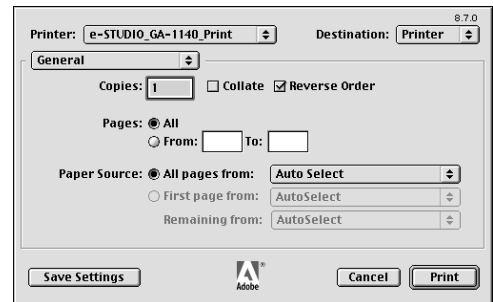 8.7.0
Printer: e-STUDIO_GA-1140_Print Destination: Printer
General
Copies: 1 Collate Reverse Order
Pages: All
From: To:
Paper Source: All pages from: Auto Select
First page from: AutoSelect
Remaining from: AutoSelect
Save Settings Adobe ® Cancel Print